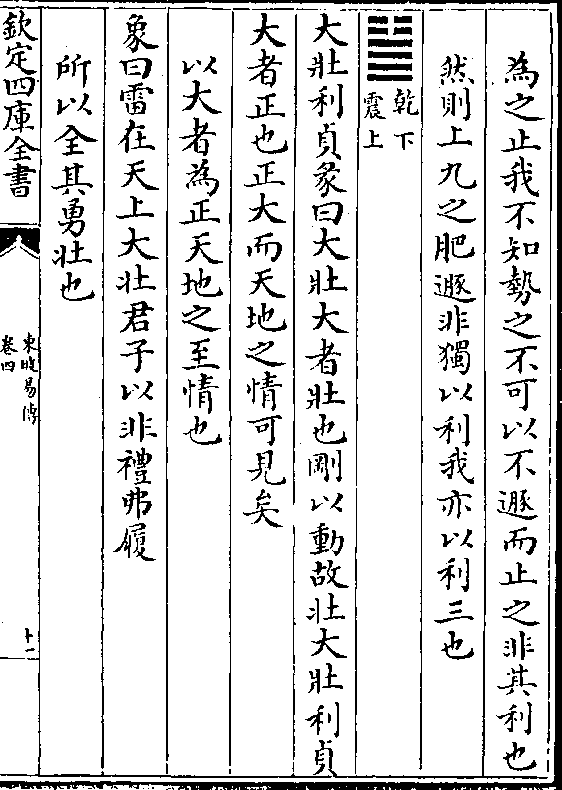 為之止我不知勢之不可以不遯而止之非其利也
然則上九之肥遯非獨以利我亦以利三也
乾下
震上
大壯利貞彖曰大壯大者壯也剛以動故壯大壯利貞
大者正也正大而天地之情可見矣
以大者為正天地之至情也
象曰雷在天上大壯君子以非禮弗履
所以全其勇壯也
欽定四庫全書
東坡易傳
卷四
十一